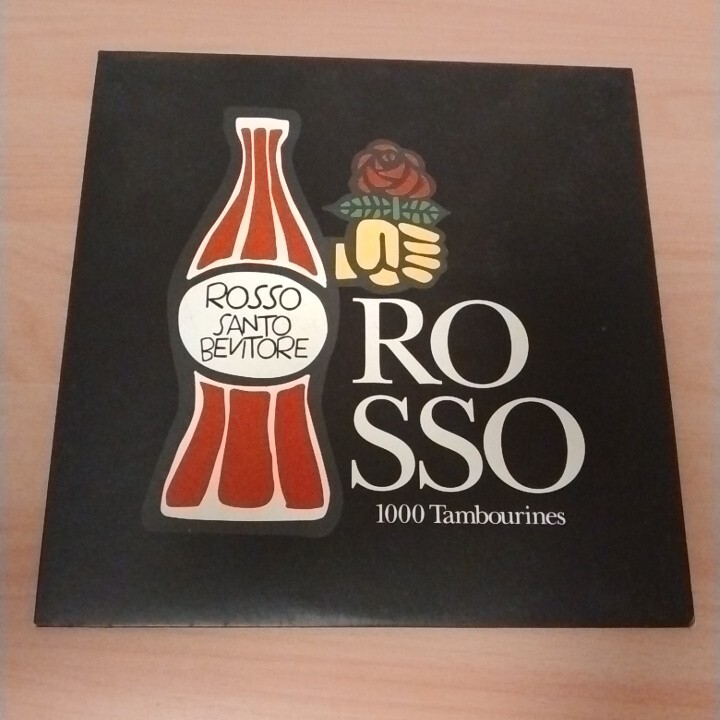 ROSSO
SANTO
BEVITORE
RO
SSO
1000 Tambourines